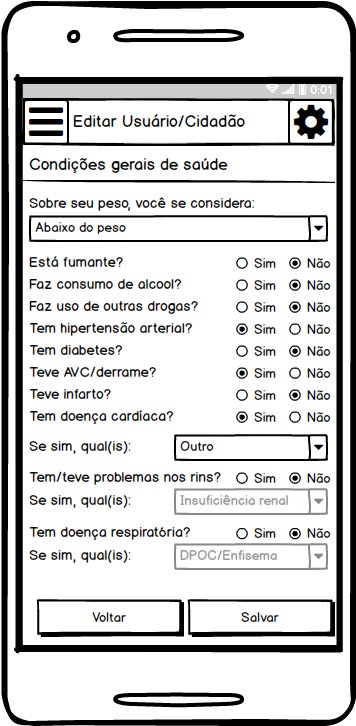 0:01
Editar Usuário/Cidadão
Condições gerais de saúde
Sobre seu peso, você se considera:
Abaixo do peso
Está fumante? Sim Não
Faz consumo de alcool? Sim Não
Faz uso de outras drogas? Sim Não
Tem hipertensão arterial? Sim Não
Tem diabetes? Sim Não
Teve AVC/derrame? Sim Não
Teve infarto? Sim Não
Tem doença cardíaca? Sim Não
Se sim, qual(is): Outro
Tem/teve problemas nos rins? Sim Não
Se sim, qual(is): Insuficiência renal
Tem doença respiratória? Sim Não
Se sim, qual(is): DPOC/Enfisema
Voltar Salvar